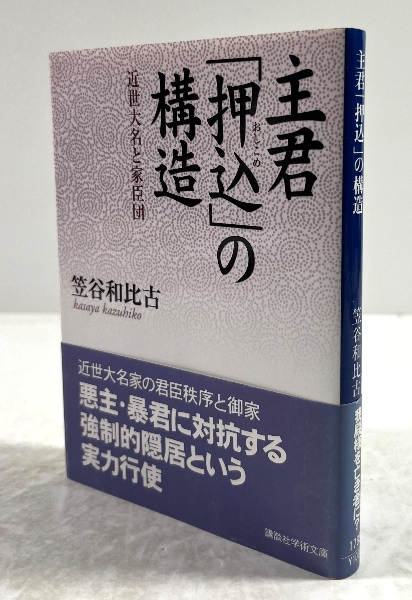 主君
「押込」の
おしこめ
構造
近世大名と家臣団
笠谷和比古
kasaya kazuhiko
近世大名家の君臣秩序と御家
悪主・暴君に対抗する
強制的隠居という
実力行使
講談社学術文庫
主君「押込」の構造
笠谷和比古